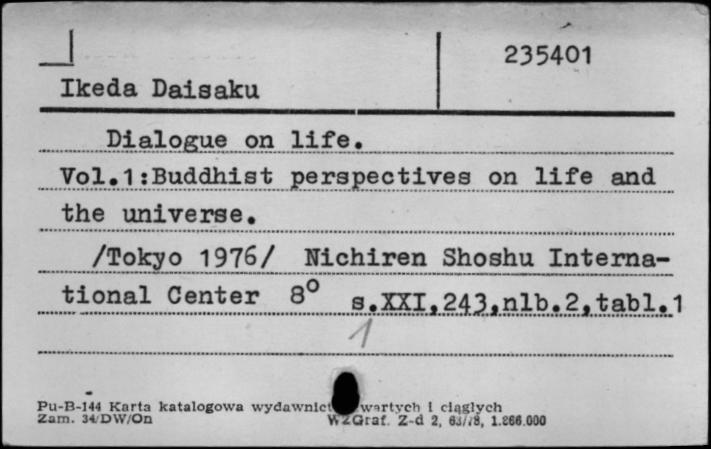 235401
Ikeda Daisaku
Dialogue on life.
Vol.1:Buddhist perspectives on life and
the universe.
/Tokyo 1976/ Nichiren Shoshu Interna-
tional Center 8° s.XXI,243,nlb.2,tabl.1
1
Pu-B-144 Karta katalogowa wydawnict wartych i ciągłych
Zam. 34/DW/On WZGraf. Z-d 2, 63/78, 1.266.000